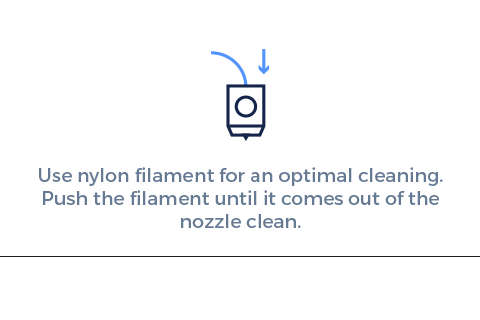 Use nylon filament for an optimal cleaning.
Push the filament until it comes out of the
nozzle clean.